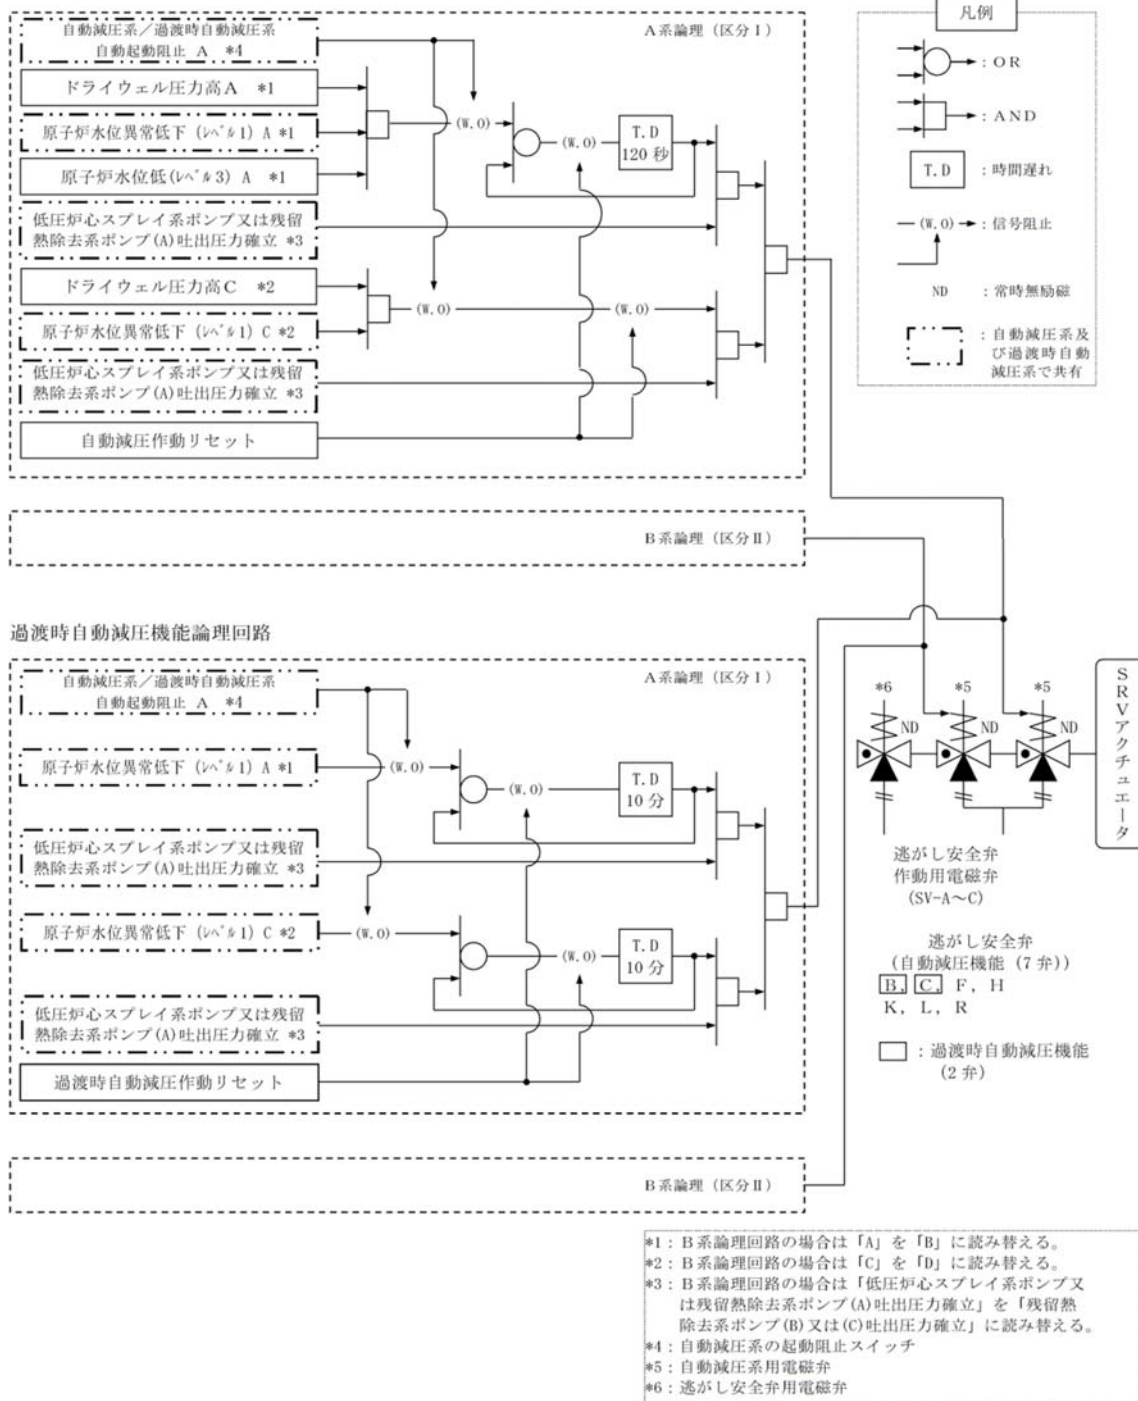 自動減圧系／過渡時自動減圧系
自動起動阻止 A *4
A系論理（区分Ⅰ）
ドライウェル圧力高A *1
原子炉水位異常低下（ﾚﾍﾞﾙ1）A *1
原子炉水位低(ﾚﾍﾞﾙ3) A *1
低圧炉心スプレイ系ポンプ又は残留
熱除去系ポンプ(A)吐出圧力確立 *3
ドライウェル圧力高C *2
原子炉水位異常低下（ﾚﾍﾞﾙ1）C *2
低圧炉心スプレイ系ポンプ又は残留
熱除去系ポンプ(A)吐出圧力確立 *3
自動減圧作動リセット
(W.O)
(W.O)
T.D
120秒
(W.O)
(W.O)
凡例
：OR
：AND
T.D ：時間遅れ
(W.O) ：信号阻止
ND ：常時無励磁
：自動減圧系及
び過渡時自動
減圧系で共有
B系論理（区分Ⅱ）
過渡時自動減圧機能論理回路
自動減圧系／過渡時自動減圧系
自動起動阻止 A *4
A系論理（区分Ⅰ）
原子炉水位異常低下（ﾚﾍﾞﾙ1）A *1
低圧炉心スプレイ系ポンプ又は残留
熱除去系ポンプ(A)吐出圧力確立 *3
原子炉水位異常低下（ﾚﾍﾞﾙ1）C *2
低圧炉心スプレイ系ポンプ又は残留
熱除去系ポンプ(A)吐出圧力確立 *3
過渡時自動減圧作動リセット
(W.O)
(W.O)
T.D
10分
(W.O)
(W.O)
T.D
10分
B系論理（区分Ⅱ）
*6 *5 *5
ND ND ND
SRVアクチュエータ
逃がし安全弁
作動用電磁弁
(SV-A～C)
逃がし安全弁
(自動減圧機能（7弁))
B, C, F, H
K, L, R
：過渡時自動減圧機能
(2弁)
*1：B系論理回路の場合は「A」を「B」に読み替える。
*2：B系論理回路の場合は「C」を「D」に読み替える。
*3：B系論理回路の場合は「低圧炉心スプレイ系ポンプ又
は残留熱除去系ポンプ(A)吐出圧力確立」を「残留熱
除去系ポンプ(B)又は(C)吐出圧力確立」に読み替える。
*4：自動減圧系の起動阻止スイッチ
*5：自動減圧系用電磁弁
*6：逃がし安全弁用電磁弁